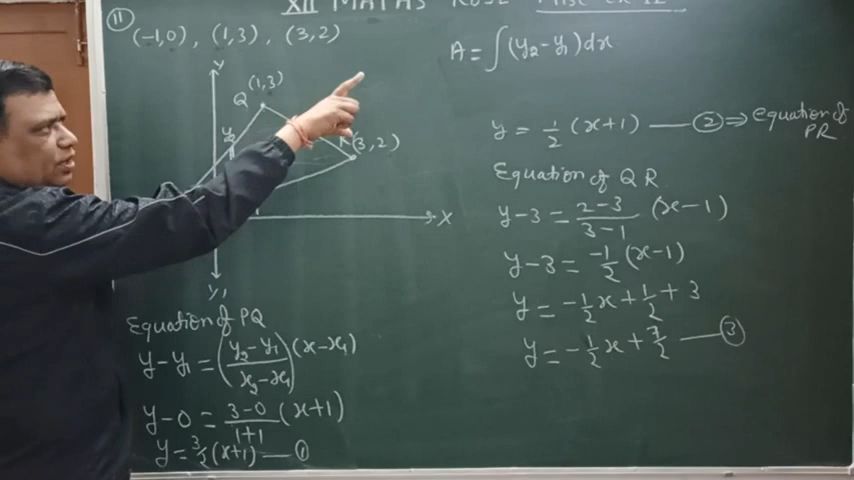 XII MATHS
(11) (-1,0), (1,3), (3,2)
A = ∫(y₂-y₁)dx
Y
Q (1,3)
y₂
R (3,2)
X
Y₁
Equation of PQ
y-y₁ = ((y₂-y₁)/(x₂-x₁))(x-x₁)
y-0 = (3-0)/(1+1) (x+1)
y = 3/2 (x+1) — ①
y = 1/2 (x+1) — ② ⇒ Equation of PR
Equation of QR
y-3 = (2-3)/(3-1) (x-1)
y-3 = -1/2 (x-1)
y = -1/2 x + 1/2 + 3
y = -1/2 x + 7/2 — ③